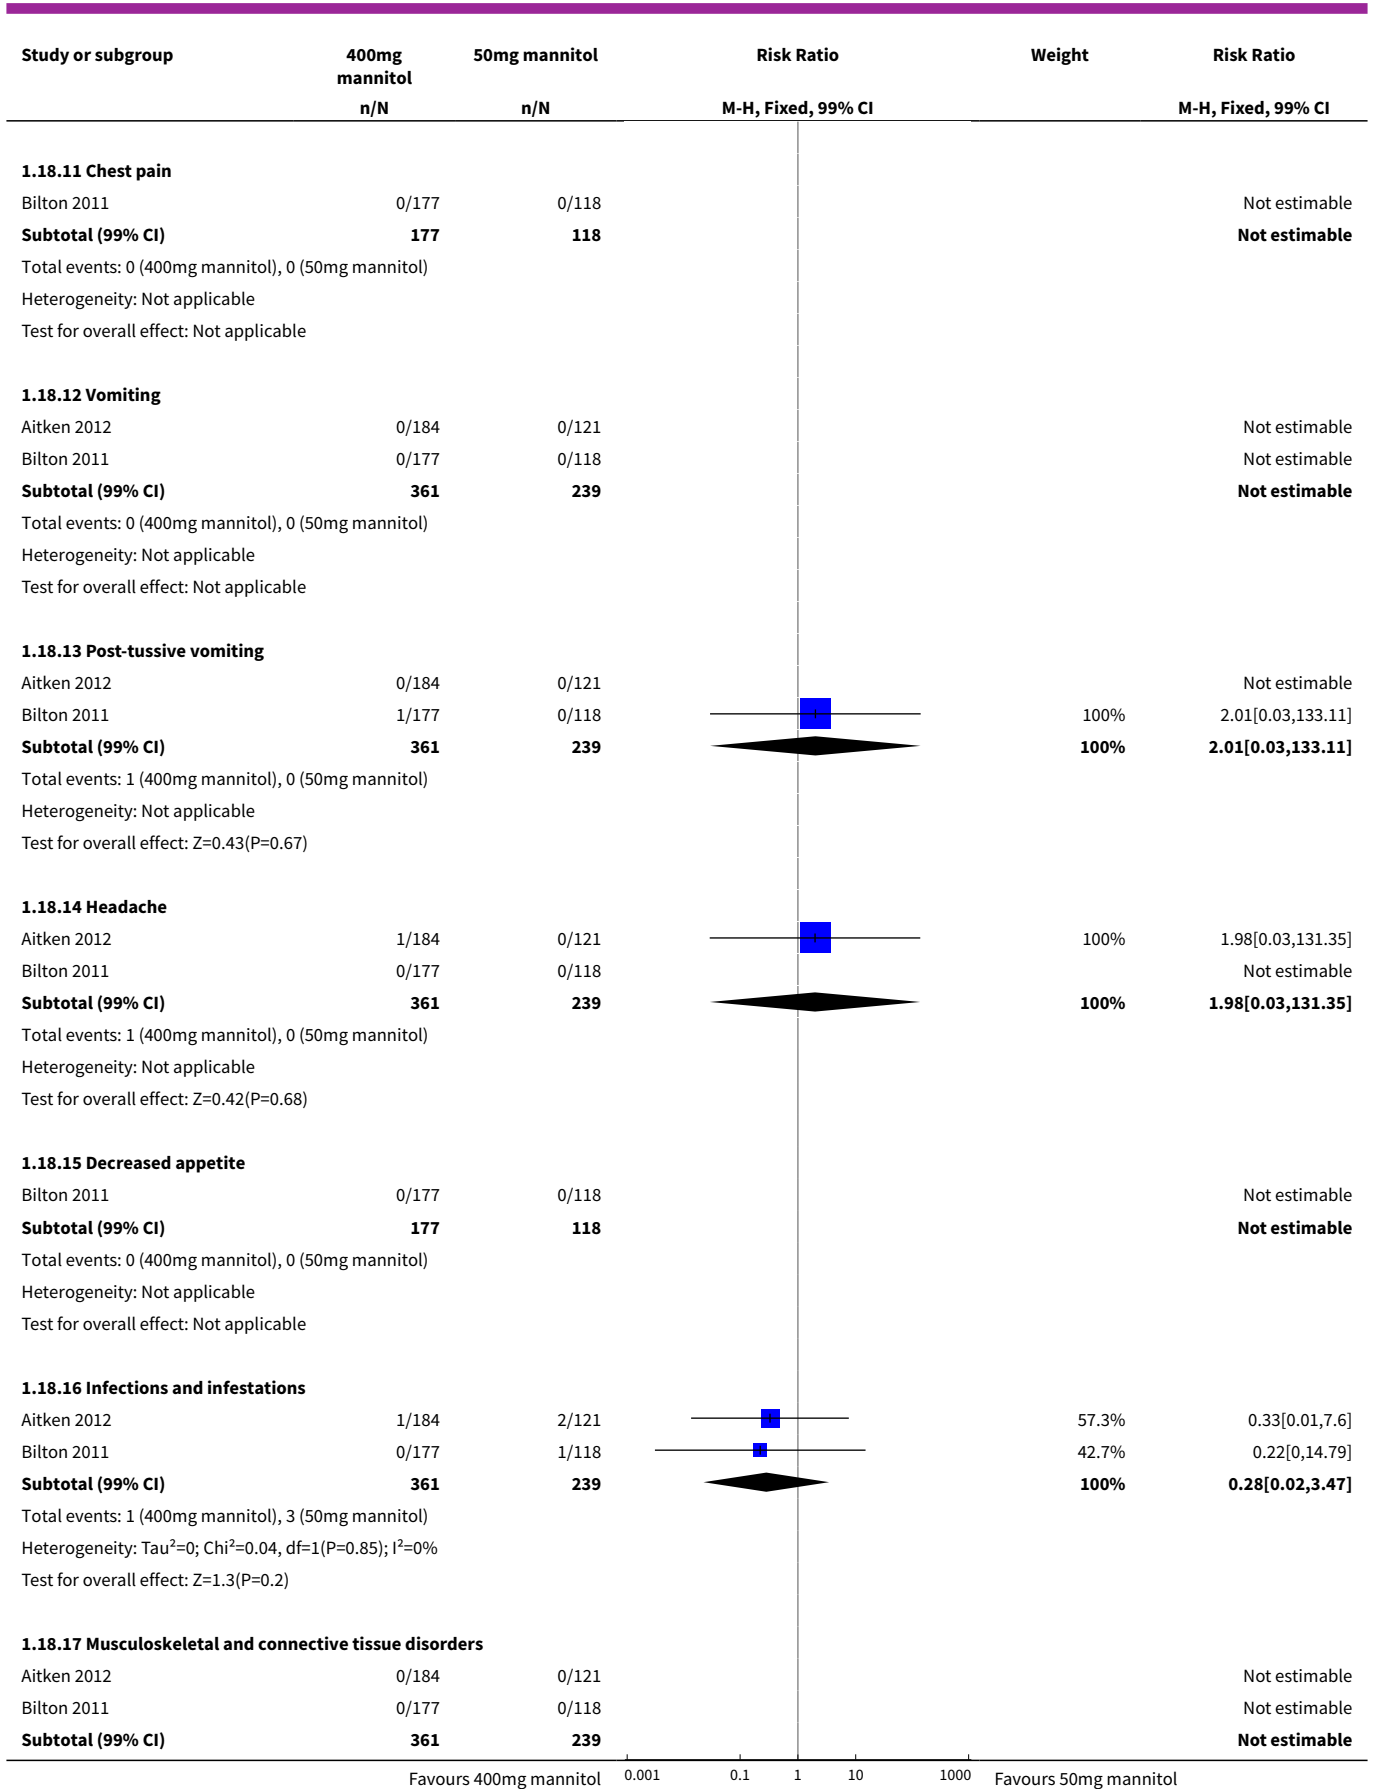 Study or subgroup 400mg mannitol 50mg mannitol Risk Ratio Weight Risk Ratio
n/N n/N M-H, Fixed, 99% CI M-H, Fixed, 99% CI
1.18.11 Chest pain
Bilton 2011 0/177 0/118 Not estimable
Subtotal (99% CI) 177 118 Not estimable
Total events: 0 (400mg mannitol), 0 (50mg mannitol)
Heterogeneity: Not applicable
Test for overall effect: Not applicable
1.18.12 Vomiting
Aitken 2012 0/184 0/121 Not estimable
Bilton 2011 0/177 0/118 Not estimable
Subtotal (99% CI) 361 239 Not estimable
Total events: 0 (400mg mannitol), 0 (50mg mannitol)
Heterogeneity: Not applicable
Test for overall effect: Not applicable
1.18.13 Post-tussive vomiting
Aitken 2012 0/184 0/121 Not estimable
Bilton 2011 1/177 0/118 100% 2.01[0.03,133.11]
Subtotal (99% CI) 361 239 100% 2.01[0.03,133.11]
Total events: 1 (400mg mannitol), 0 (50mg mannitol)
Heterogeneity: Not applicable
Test for overall effect: Z=0.43(P=0.67)
1.18.14 Headache
Aitken 2012 1/184 0/121 100% 1.98[0.03,131.35]
Bilton 2011 0/177 0/118 Not estimable
Subtotal (99% CI) 361 239 100% 1.98[0.03,131.35]
Total events: 1 (400mg mannitol), 0 (50mg mannitol)
Heterogeneity: Not applicable
Test for overall effect: Z=0.42(P=0.68)
1.18.15 Decreased appetite
Bilton 2011 0/177 0/118 Not estimable
Subtotal (99% CI) 177 118 Not estimable
Total events: 0 (400mg mannitol), 0 (50mg mannitol)
Heterogeneity: Not applicable
Test for overall effect: Not applicable
1.18.16 Infections and infestations
Aitken 2012 1/184 2/121 57.3% 0.33[0.01,7.6]
Bilton 2011 0/177 1/118 42.7% 0.22[0,14.79]
Subtotal (99% CI) 361 239 100% 0.28[0.02,3.47]
Total events: 1 (400mg mannitol), 3 (50mg mannitol)
Heterogeneity: Tau²=0; Chi²=0.04, df=1(P=0.85); I²=0%
Test for overall effect: Z=1.3(P=0.2)
1.18.17 Musculoskeletal and connective tissue disorders
Aitken 2012 0/184 0/121 Not estimable
Bilton 2011 0/177 0/118 Not estimable
Subtotal (99% CI) 361 239 Not estimable
Favours 400mg mannitol 0.001 0.1 1 10 1000 Favours 50mg mannitol